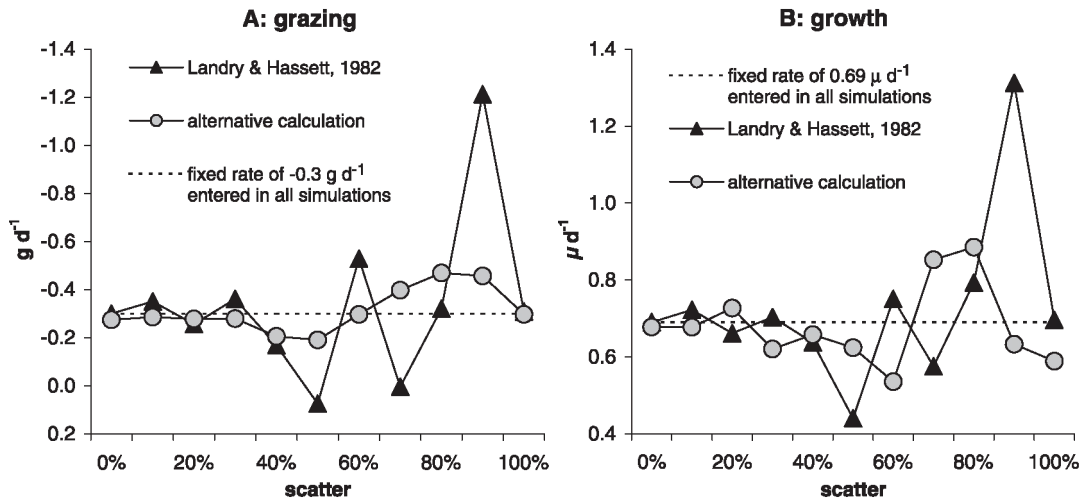 A: grazing
-1.4
-1.2
-1.0
-0.8
-0.6
-0.4
-0.2
0.0
0.2
g d-1
Landry & Hassett, 1982
alternative calculation
fixed rate of -0.3 g d-1
entered in all simulations
0% 20% 40% 60% 80% 100%
scatter
B: growth
1.4
1.2
1.0
0.8
0.6
0.4
μ d-1
fixed rate of 0.69 μ d-1
entered in all simulations
Landry & Hassett, 1982
alternative calculation
0% 20% 40% 60% 80% 100%
scatter